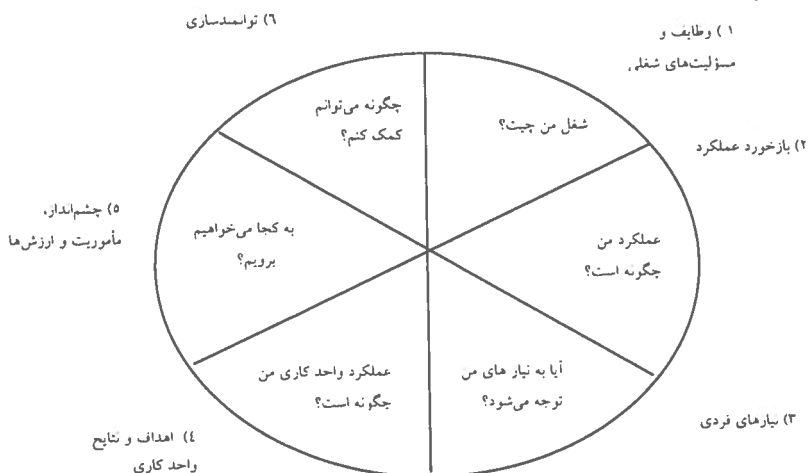 ۱) وظایف و
مسؤلیت‌های شغلی
شغل من چیست؟
۲) بازخورد عملکرد
عملکرد من
چگونه است؟
۳) نیازهای فردی
آیا به نیاز های من
توجه می‌شود؟
٤) اهداف و نتایج
واحد کاری
عملکرد واحد کاری من
چگونه است؟
۵) چشم‌انداز،
مأموریت و ارزش‌ها
به کجا می‌خواهیم
برویم؟
٦) توانمندسازی
چگونه می‌توانم
کمک کنم؟